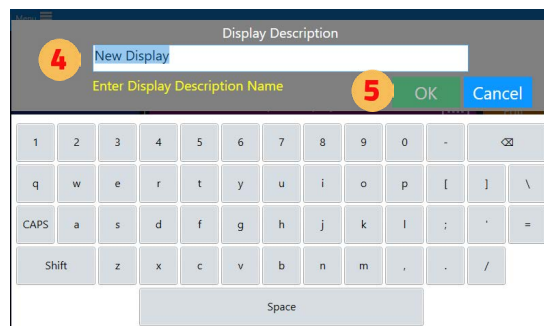 Menu
Display Description
4
New Display
Enter Display Description Name
5 OK Cancel
1 2 3 4 5 6 7 8 9 0 -
q w e r t y u i o p [ ] \
CAPS a s d f g h j k l ; ' =
Shift z x c v b n m , . /
Space